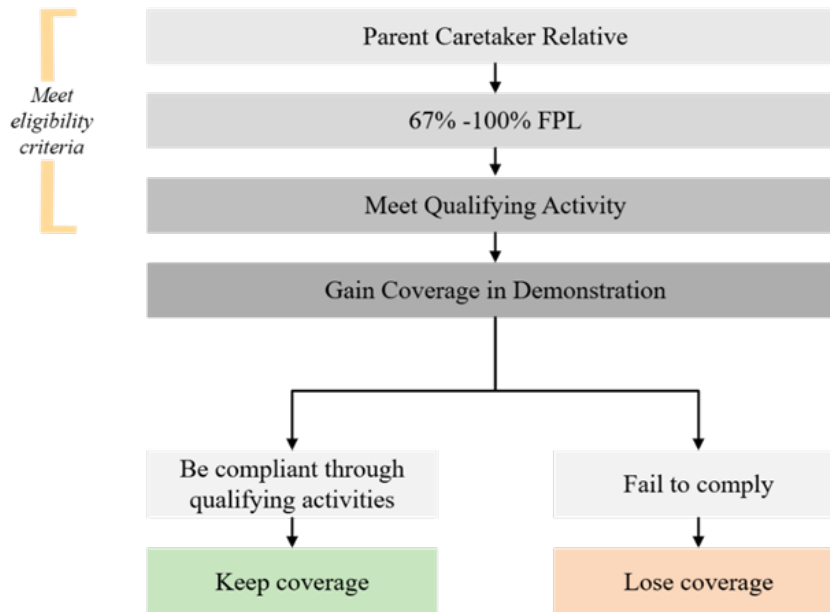 Parent Caretaker Relative
Meet
eligibility
criteria
67% -100% FPL
Meet Qualifying Activity
Gain Coverage in Demonstration
Be compliant through
qualifying activities
Fail to comply
Keep coverage
Lose coverage